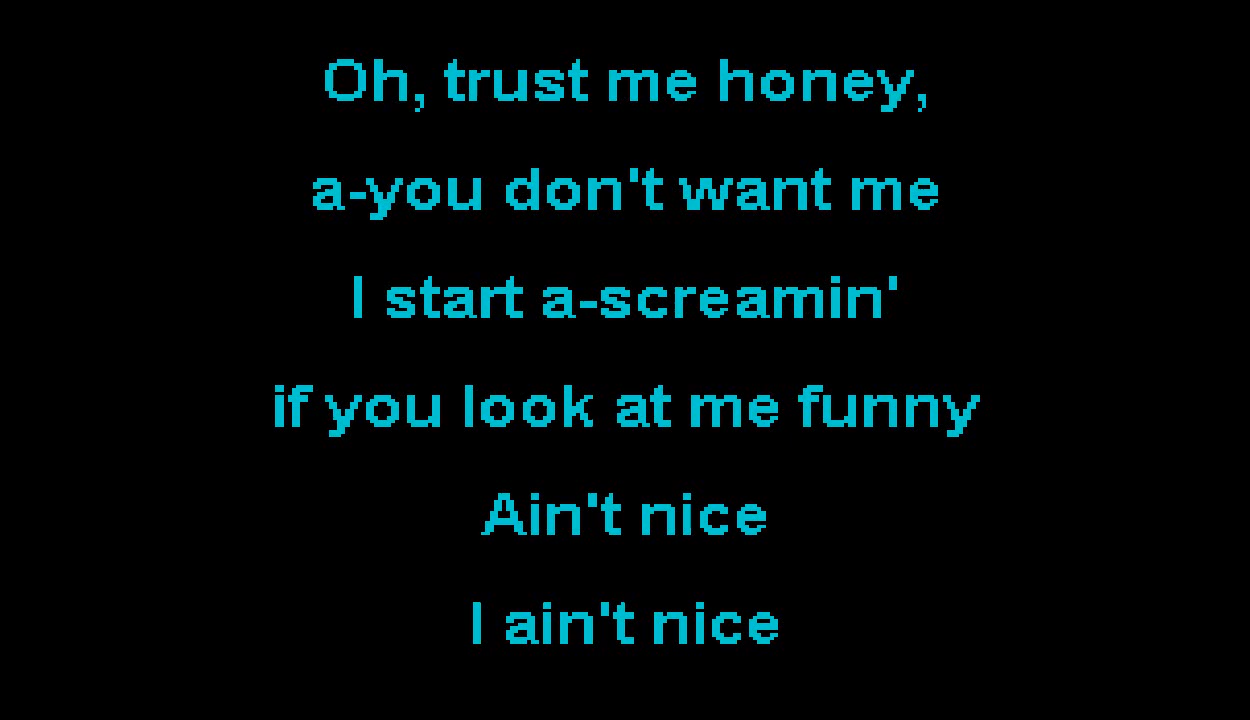 Oh, trust me honey,
a-you don't want me
I start a-screamin'
if you look at me funny
Ain't nice
I ain't nice